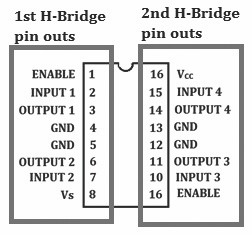 1st H-Bridge
pin outs
2nd H-Bridge
pin outs
ENABLE 1 16 Vcc
INPUT 1 2 15 INPUT 4
OUTPUT 1 3 14 OUTPUT 4
GND 4 13 GND
GND 5 12 GND
OUTPUT 2 6 11 OUTPUT 3
INPUT 2 7 10 INPUT 3
Vs 8 16 ENABLE